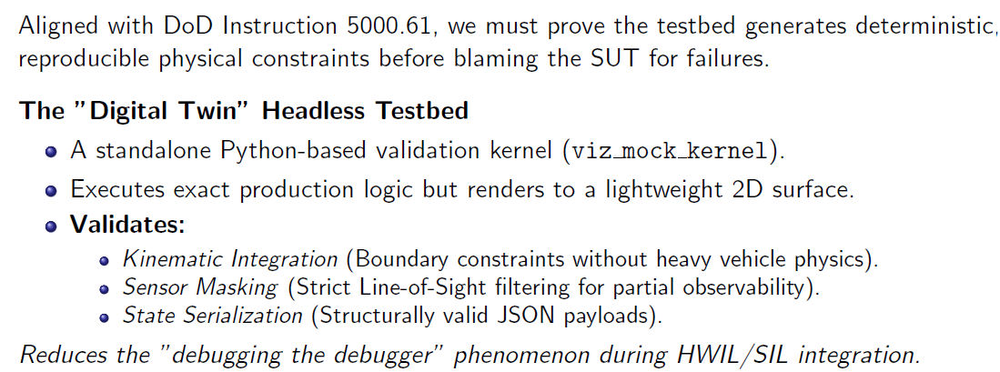 Aligned with DoD Instruction 5000.61, we must prove the testbed generates deterministic,
reproducible physical constraints before blaming the SUT for failures.
The ”Digital Twin” Headless Testbed
A standalone Python-based validation kernel (viz_mock_kernel).
Executes exact production logic but renders to a lightweight 2D surface.
Validates:
Kinematic Integration (Boundary constraints without heavy vehicle physics).
Sensor Masking (Strict Line-of-Sight filtering for partial observability).
State Serialization (Structurally valid JSON payloads).
Reduces the ”debugging the debugger” phenomenon during HWIL/SIL integration.